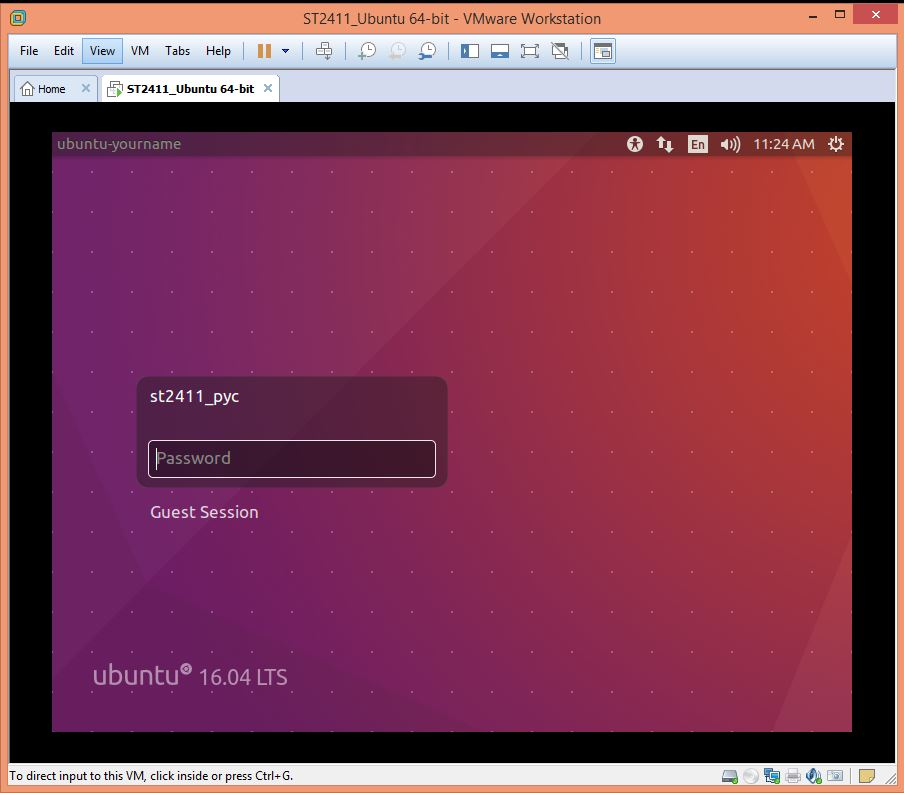 ST2411_Ubuntu 64-bit - VMware Workstation
File Edit View VM Tabs Help
Home ST2411_Ubuntu 64-bit
ubuntu-yourname En 11:24 AM
st2411_pyc
Password
Guest Session
ubuntu 16.04 LTS
To direct input to this VM, click inside or press Ctrl+G.